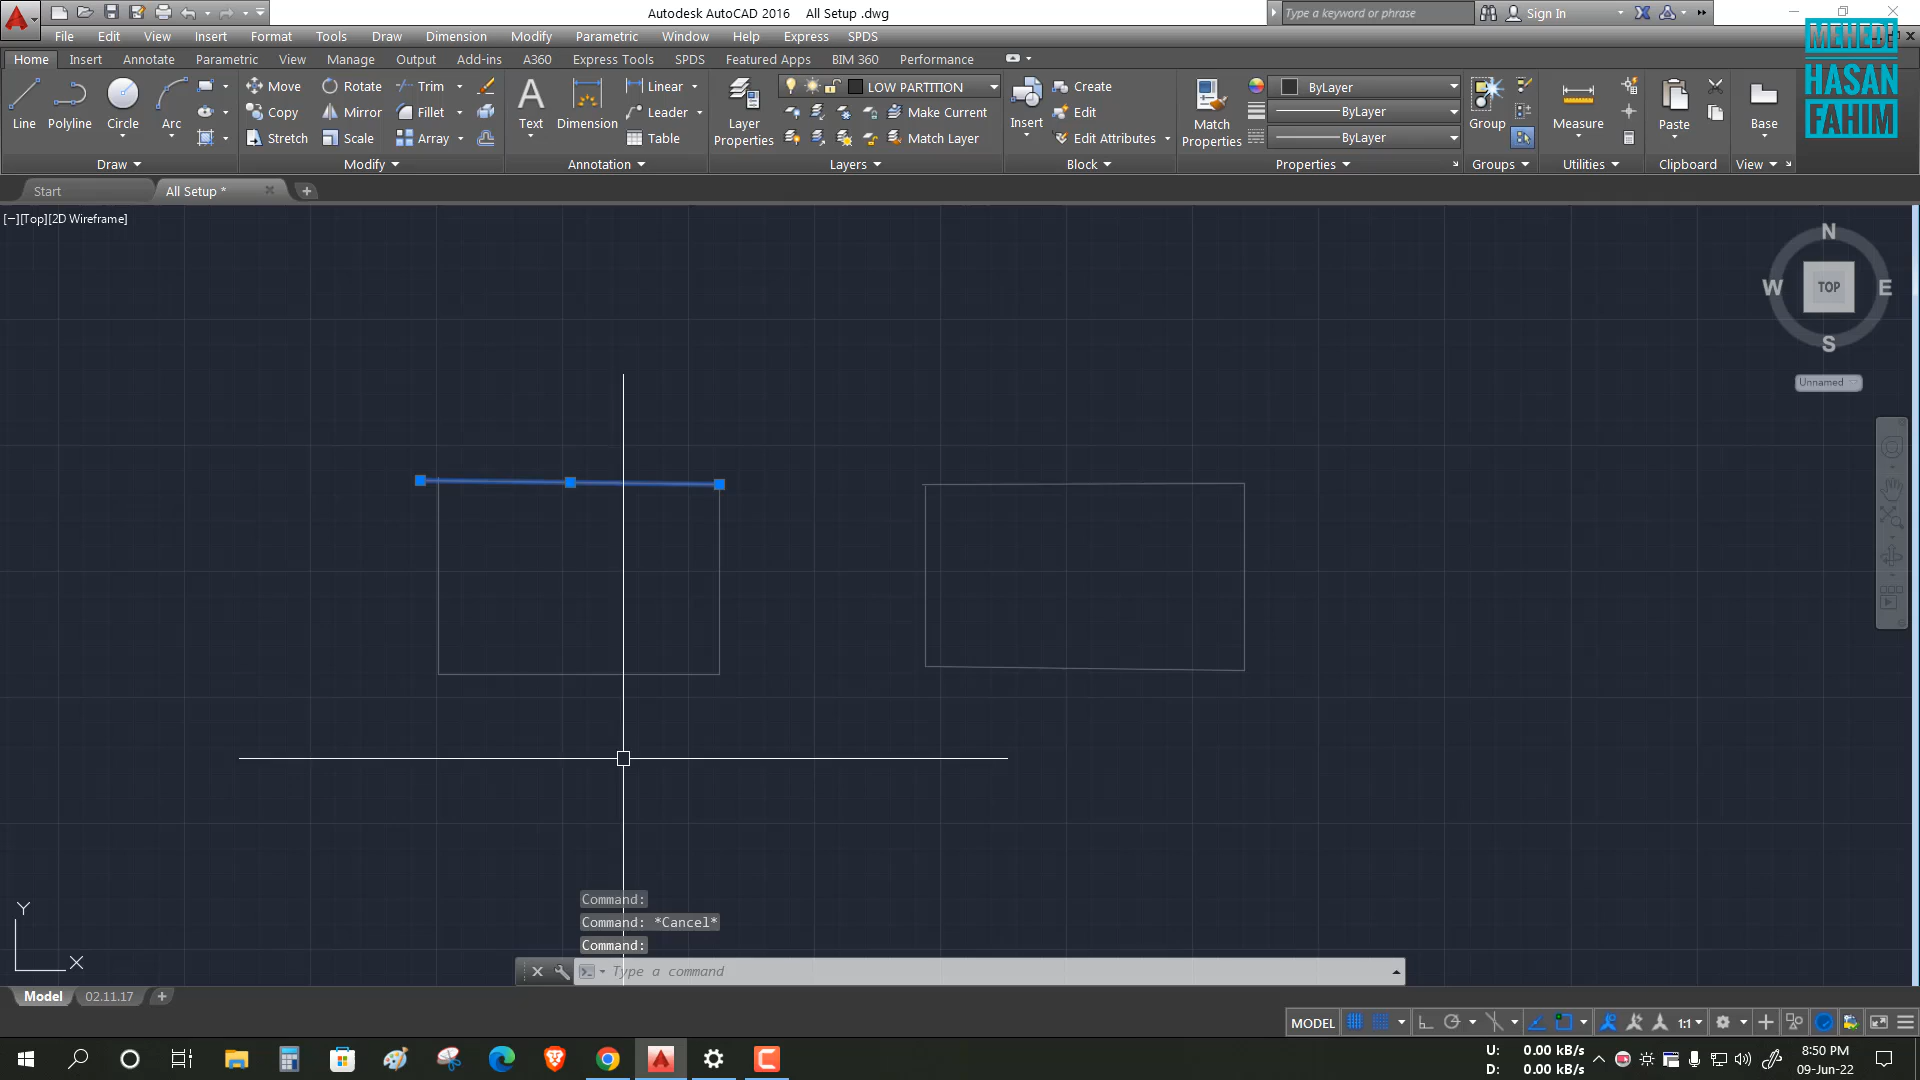 Autodesk AutoCAD 2016 All Setup .dwg
Type a keyword or phrase
Sign In
File Edit View Insert Format Tools Draw Dimension Modify Parametric Window Help Express SPDS
MEHEDI
HASAN
FAHIM
Home Insert Annotate Parametric View Manage Output Add-ins A360 Express Tools SPDS Featured Apps BIM 360 Performance
Line
Polyline
Circle
Arc
Draw
Move
Rotate
Trim
Copy
Mirror
Fillet
Stretch
Scale
Array
Modify
Text
Dimension
Linear
Leader
Table
Annotation
Layer
Properties
LOW PARTITION
Make Current
Match Layer
Layers
Insert
Create
Edit
Edit Attributes
Block
Match
Properties
ByLayer
ByLayer
ByLayer
Properties
Group
Groups
Measure
Utilities
Paste
Clipboard
Base
View
Start
All Setup *
[−][Top][2D Wireframe]
N
W
TOP
E
S
Unnamed
Command:
Command: *Cancel*
Command:
Type a command
Y
X
Model
02.11.17
MODEL
1:1
U: 0.00 kB/s
D: 0.00 kB/s
8:50 PM
09-Jun-22